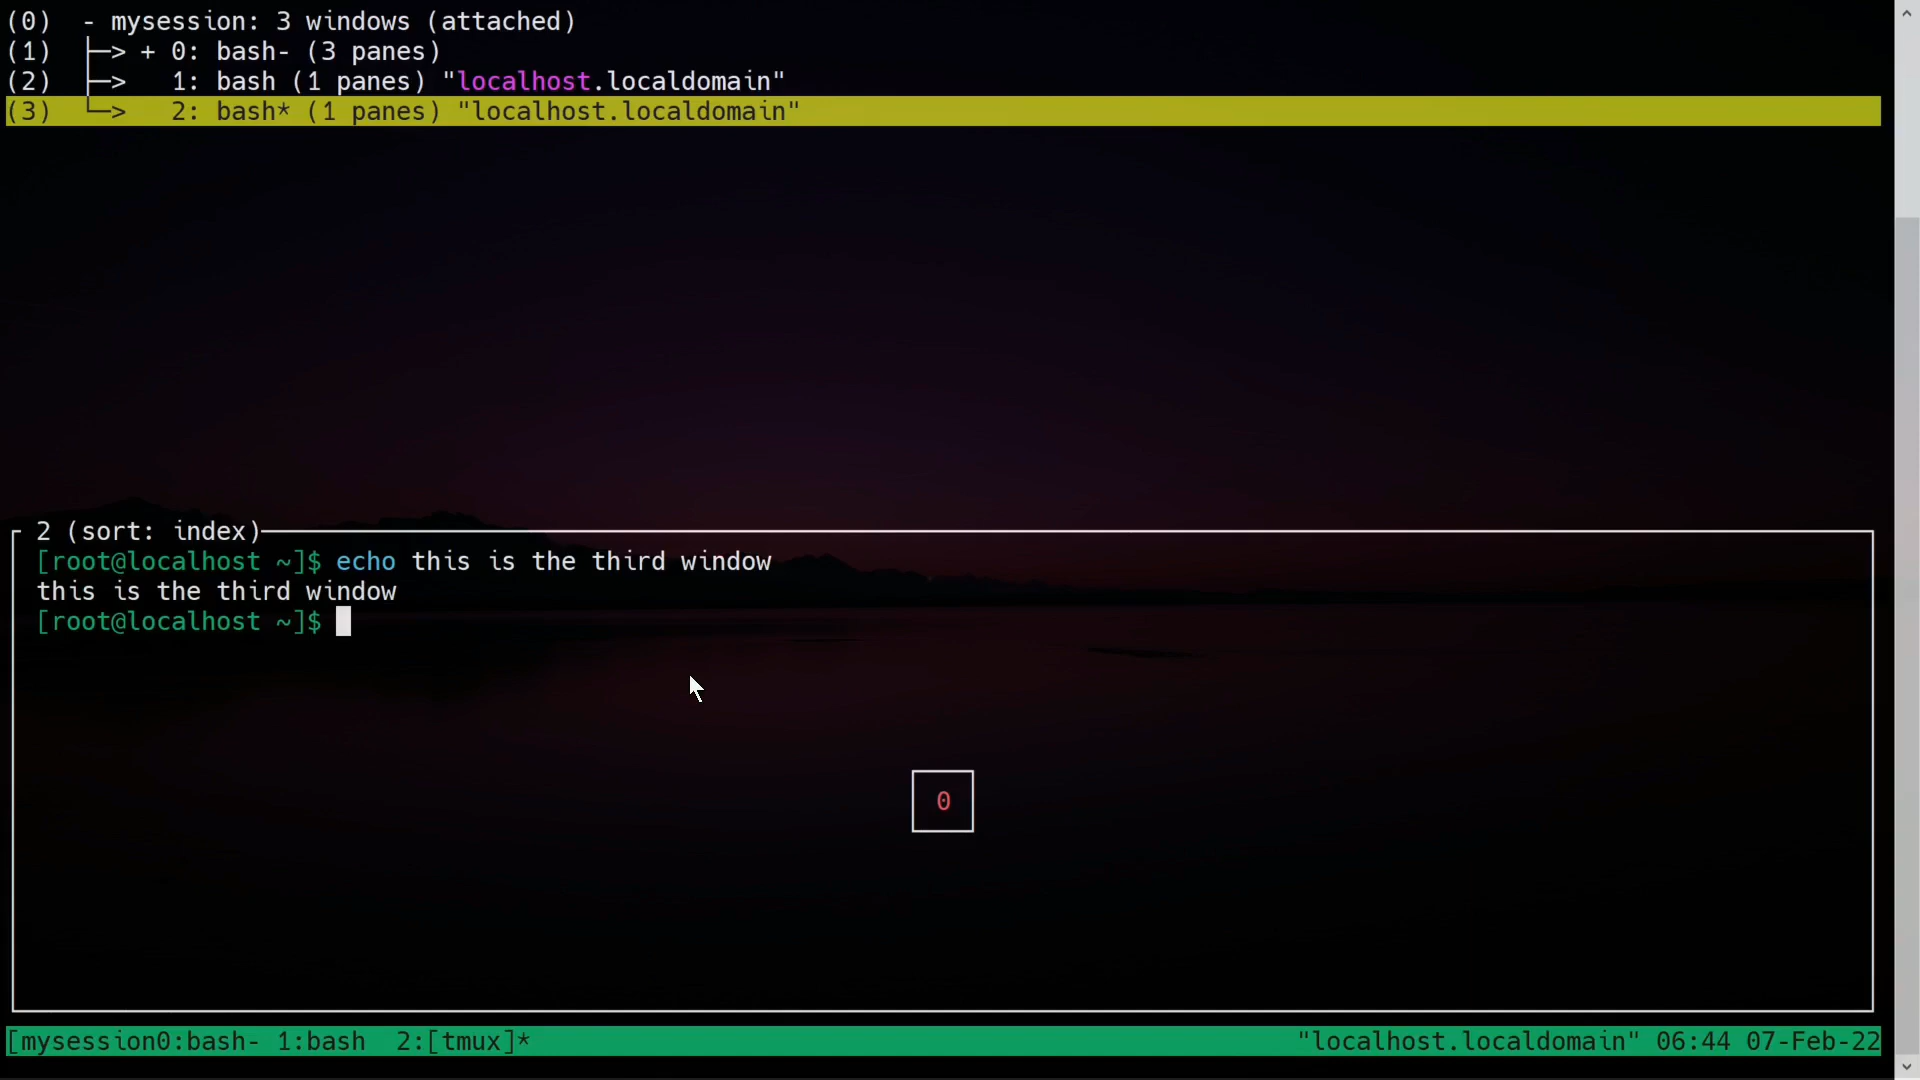 (0)  - mysession: 3 windows (attached)
(1)  ├─> + 0: bash- (3 panes)
(2)  ├─>   1: bash (1 panes) "localhost.localdomain"
(3)  └─>   2: bash* (1 panes) "localhost.localdomain"
2 (sort: index)
[root@localhost ~]$ echo this is the third window
this is the third window
[root@localhost ~]$
0
[mysession0:bash- 1:bash  2:[tmux]* "localhost.localdomain" 06:44 07-Feb-22